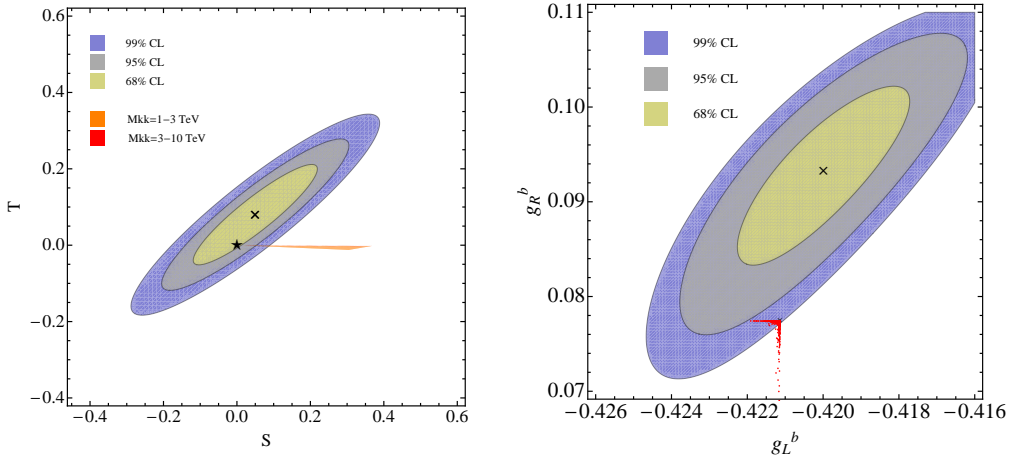 0.6
0.4
0.2
0.0
−0.2
−0.4
T
99% CL
95% CL
68% CL
Mkk=1−3 TeV
Mkk=3−10 TeV
−0.4
−0.2
0.0
0.2
0.4
0.6
S
0.11
0.10
0.09
0.08
0.07
g_R^b
99% CL
95% CL
68% CL
−0.426
−0.424
−0.422
−0.420
−0.418
−0.416
g_L^b